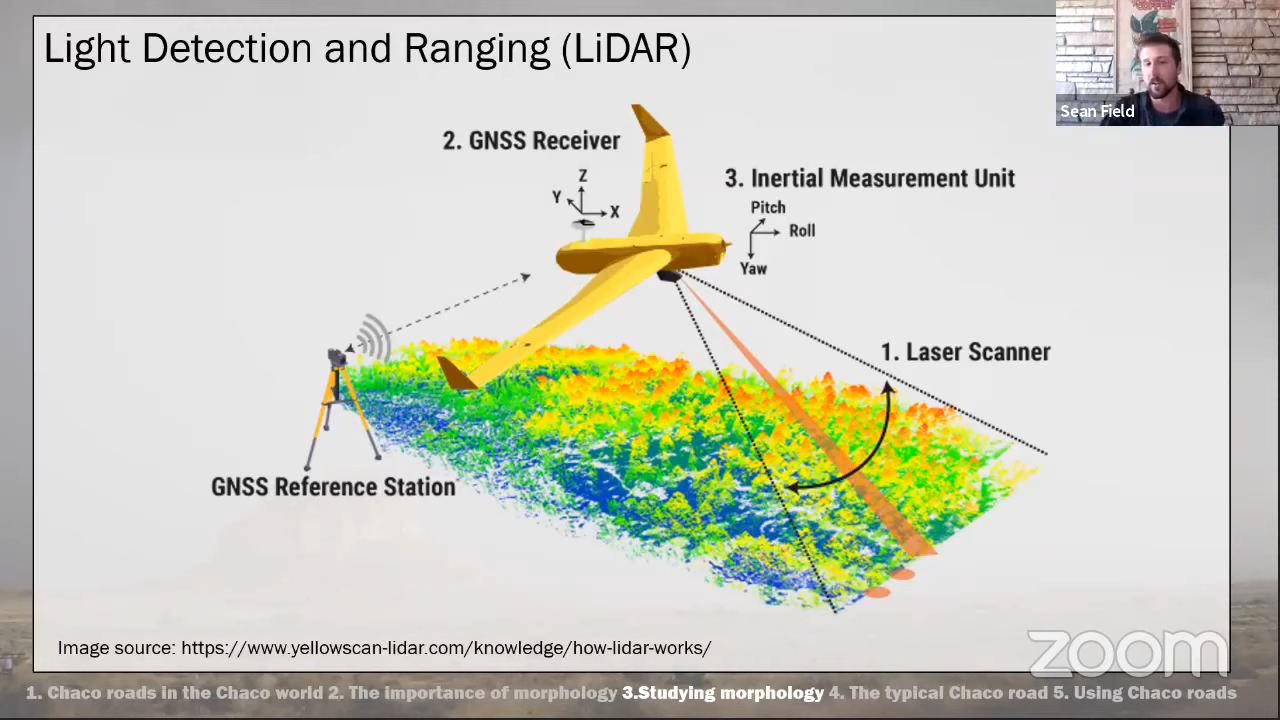 Light Detection and Ranging (LiDAR)
Sean Field
2. GNSS Receiver
Z
Y
X
3. Inertial Measurement Unit
Pitch
Roll
Yaw
1. Laser Scanner
GNSS Reference Station
Image source: https://www.yellowscan-lidar.com/knowledge/how-lidar-works/
zoom
1. Chaco roads in the Chaco world 2. The importance of morphology 3.Studying morphology 4. The typical Chaco road 5. Using Chaco roads